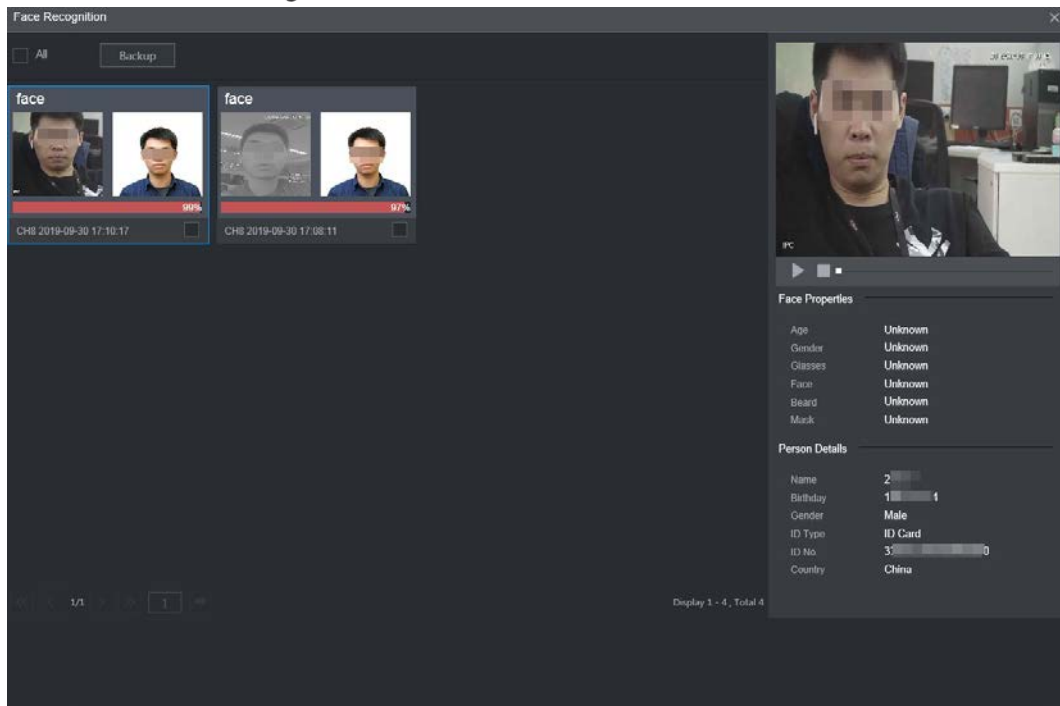 Face Recognition
All
Backup
face
99%
CH8 2019-09-30 17:10:17
face
97%
CH8 2019-09-30 17:08:11
IPC
Face Properties
Age Unknown
Gender Unknown
Glasses Unknown
Face Unknown
Beard Unknown
Mask Unknown
Person Details
Name 2
Birthday 1
Gender Male
ID Type ID Card
ID No. 3
Country China
1/1
1
Display 1 - 4, Total 4